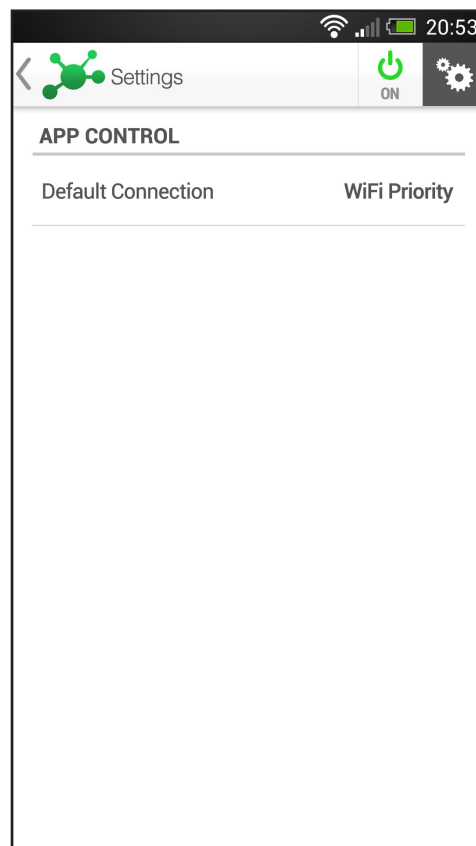 20:53
Settings
ON
APP CONTROL
Default Connection WiFi Priority